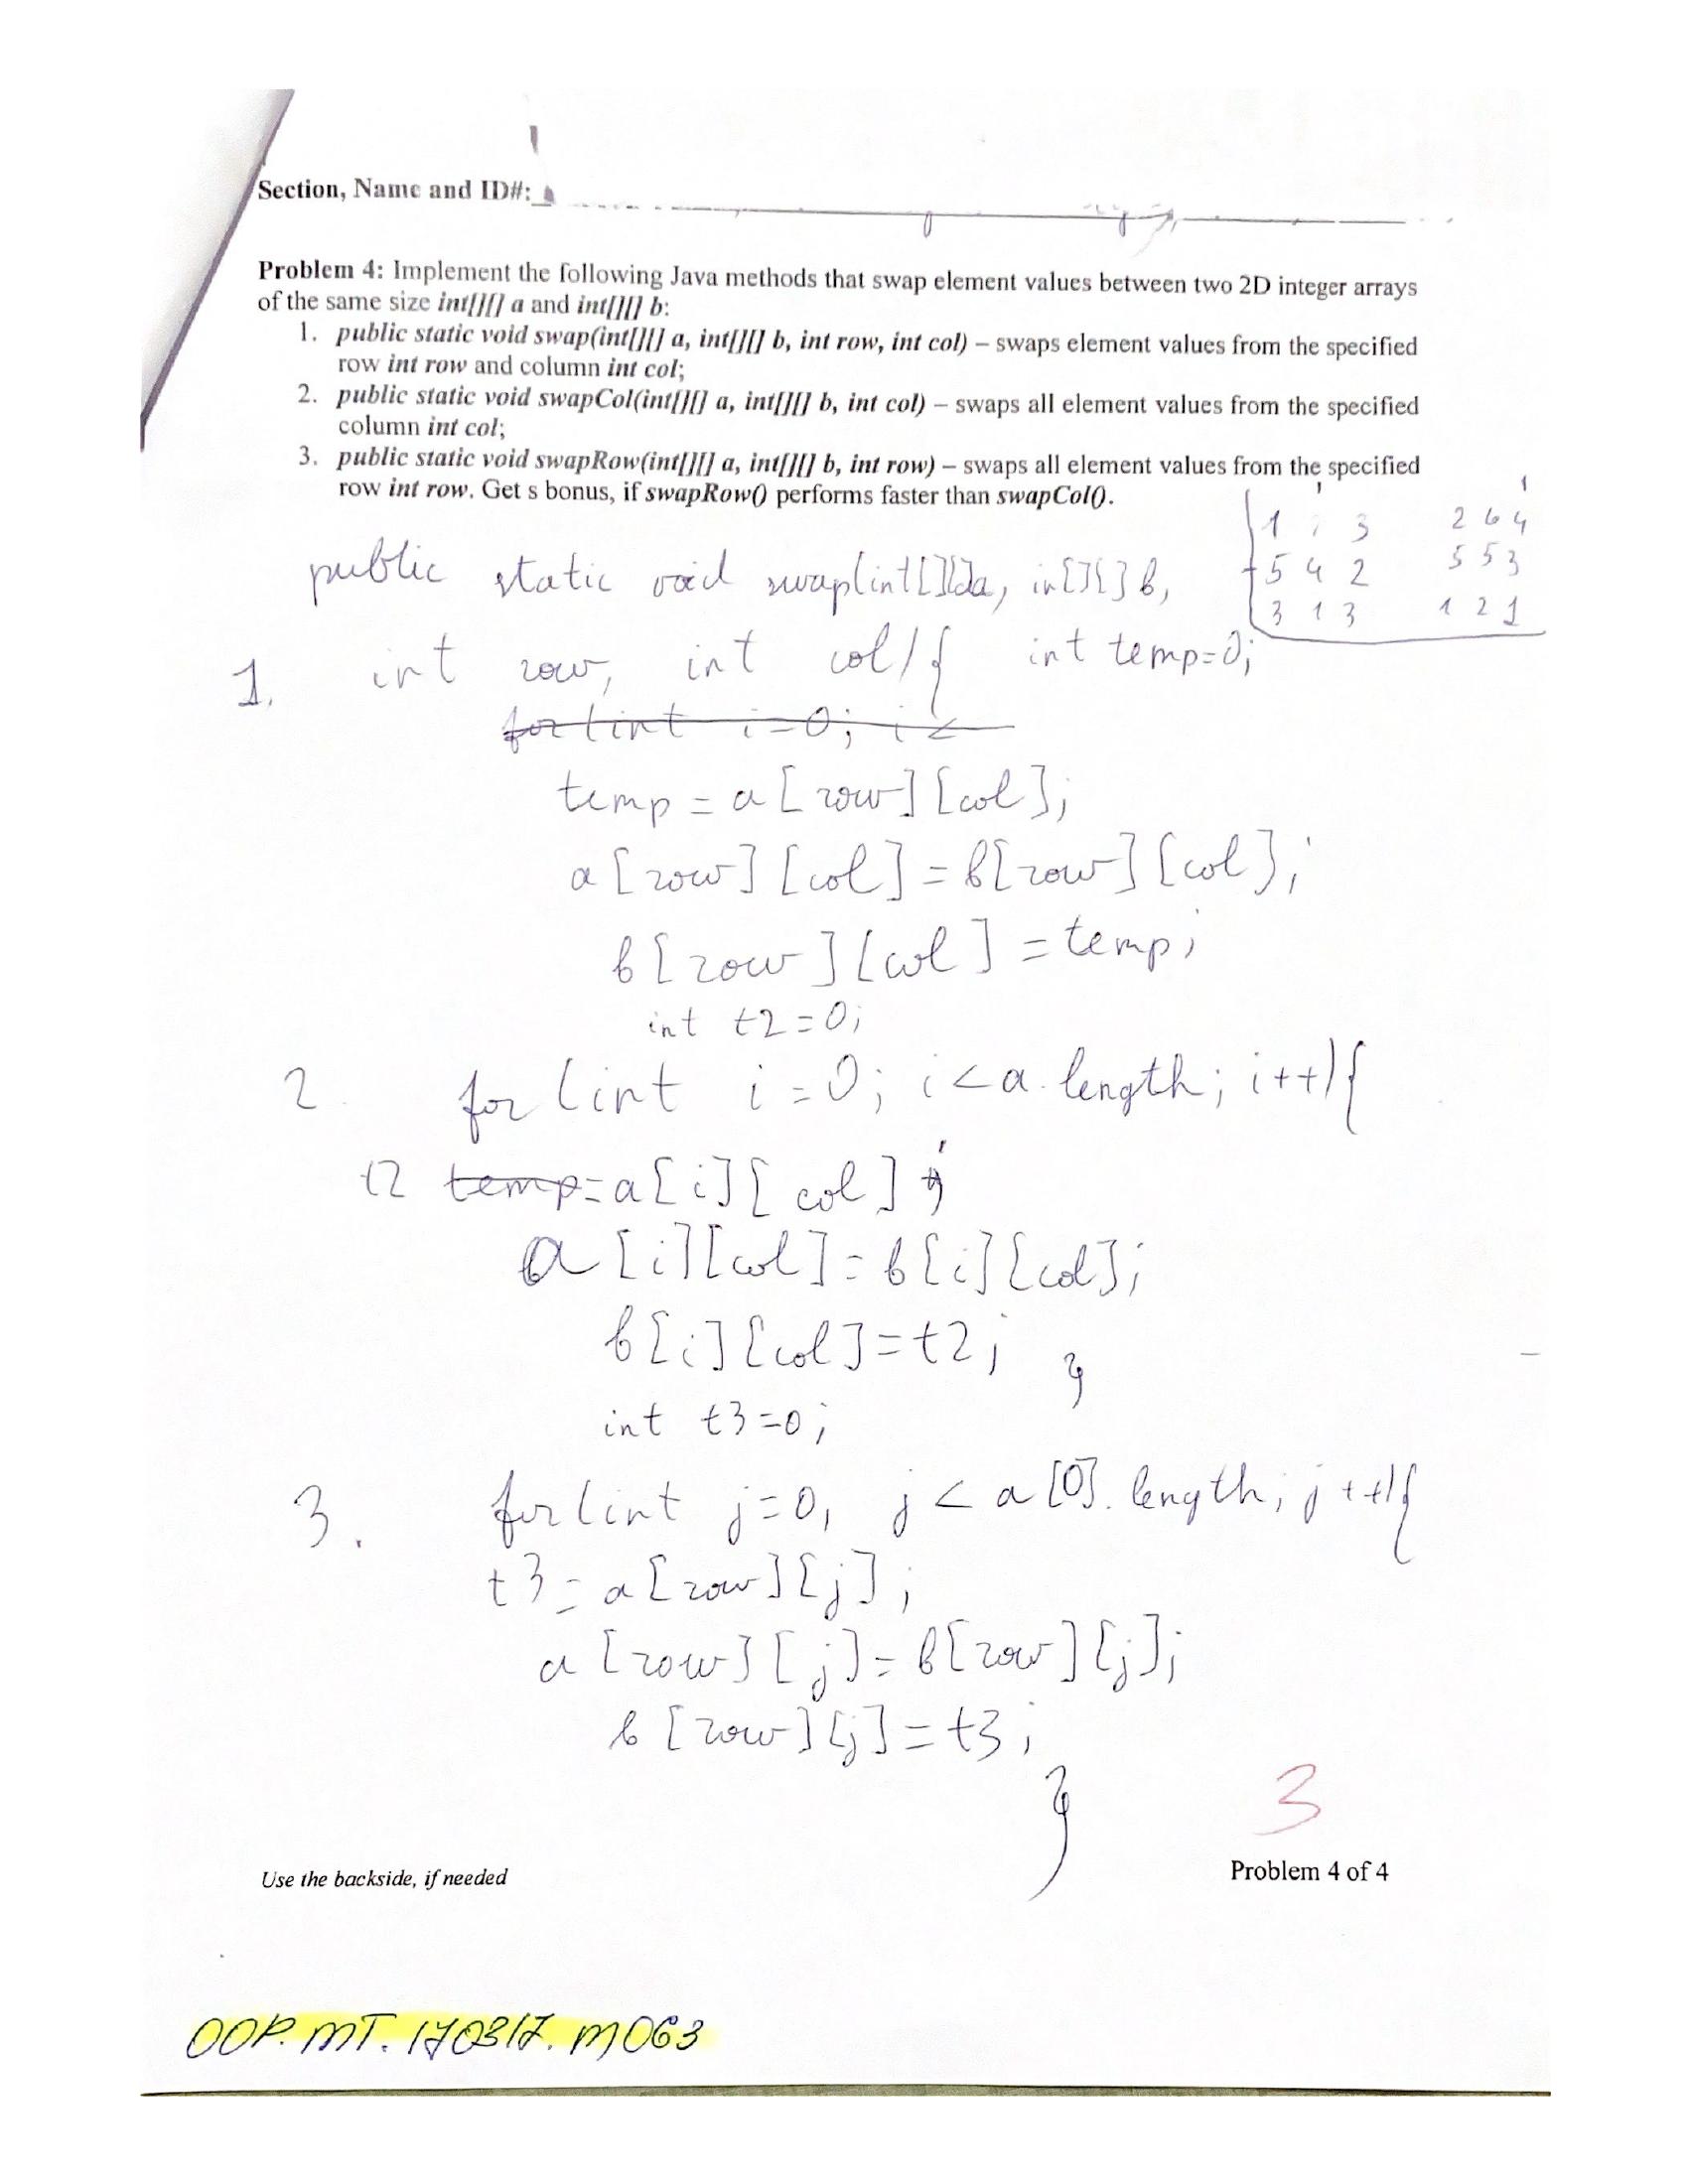 Section, Name and ID#:
Problem 4: Implement the following Java methods that swap element values between two 2D integer arrays
of the same size int[][] a and int[][] b:
1. public static void swap(int[][] a, int[][] b, int row, int col) – swaps element values from the specified
row int row and column int col;
2. public static void swapCol(int[][] a, int[][] b, int col) – swaps all element values from the specified
column int col;
3. public static void swapRow(int[][] a, int[][] b, int row) – swaps all element values from the specified
row int row. Get s bonus, if swapRow() performs faster than swapCol().
1 3 2 6 4
5 4 2 5 5 3
3 1 3 1 2 1
public static void swap(int[][]a, in[][] b,
1. int row, int col){ int temp=0;
for(int i=0; i<
temp = a[row][col];
a[row][col] = b[row][col];
b[row][col] = temp;
int t2=0;
2 for(int i=0; i<a.length; i++){
t2 temp=a[i][col];
a[i][col]=b[i][col];
b[i][col]=t2; }
int t3=0;
3. for(int j=0, j<a[0].length; j++){
t3=a[row][j];
a[row][j]=b[row][j];
b[row][j]=t3;
}
3
Use the backside, if needed
Problem 4 of 4
OOP.MT.170317.M063